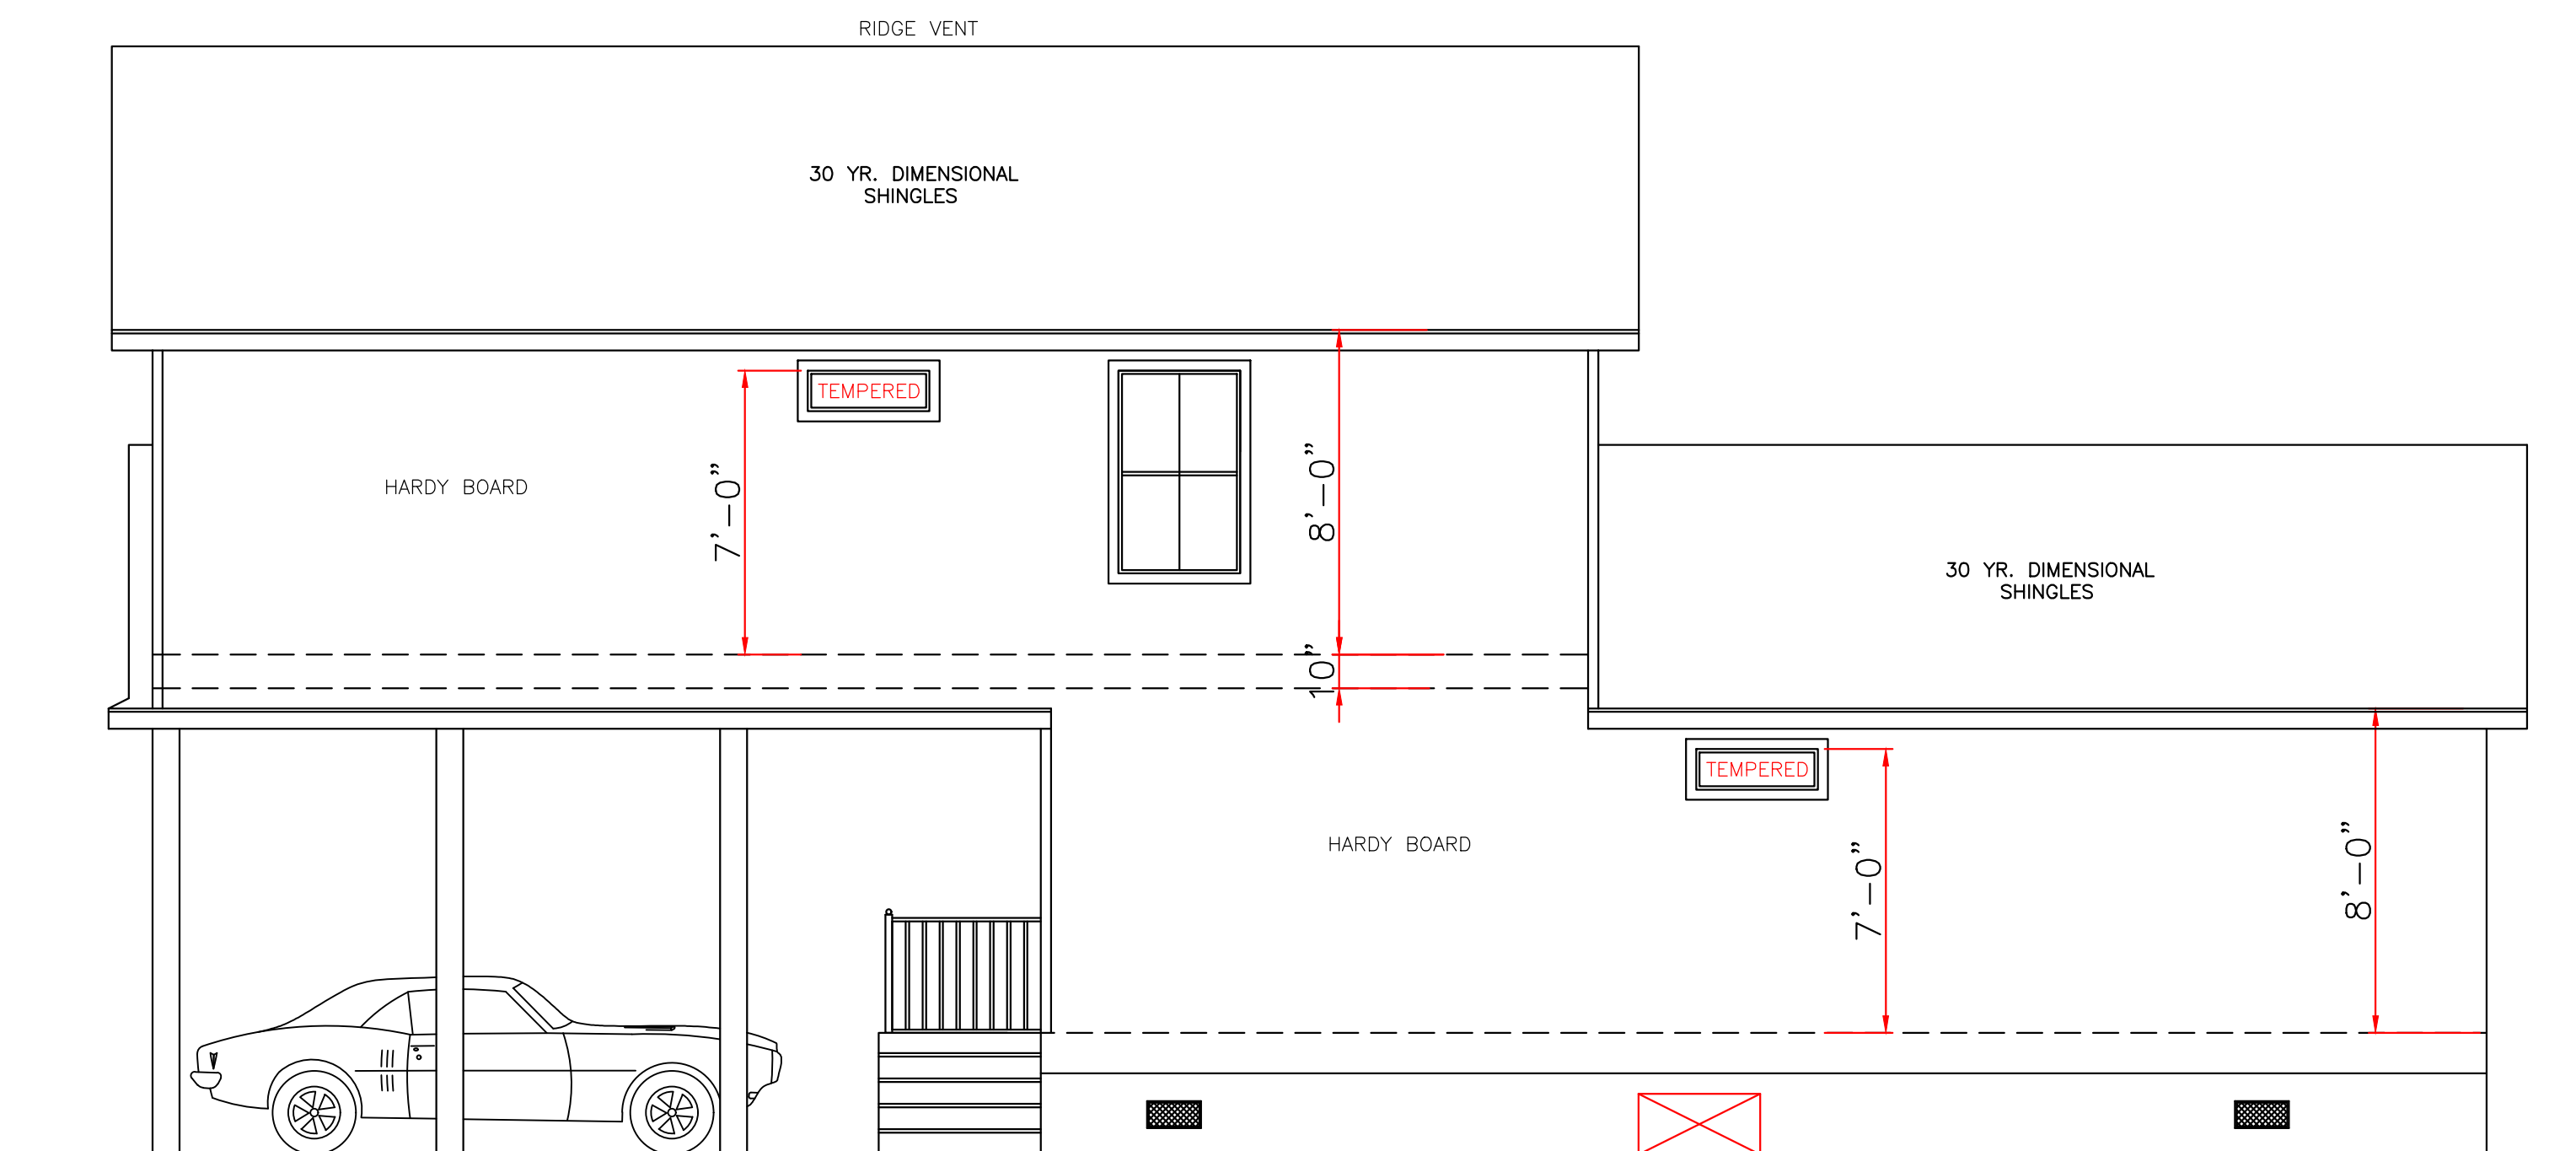 RIDGE VENT
30 YR. DIMENSIONAL
SHINGLES
TEMPERED
HARDY BOARD
7'-0"
8'-0"
10"
30 YR. DIMENSIONAL
SHINGLES
TEMPERED
HARDY BOARD
7'-0"
8'-0"